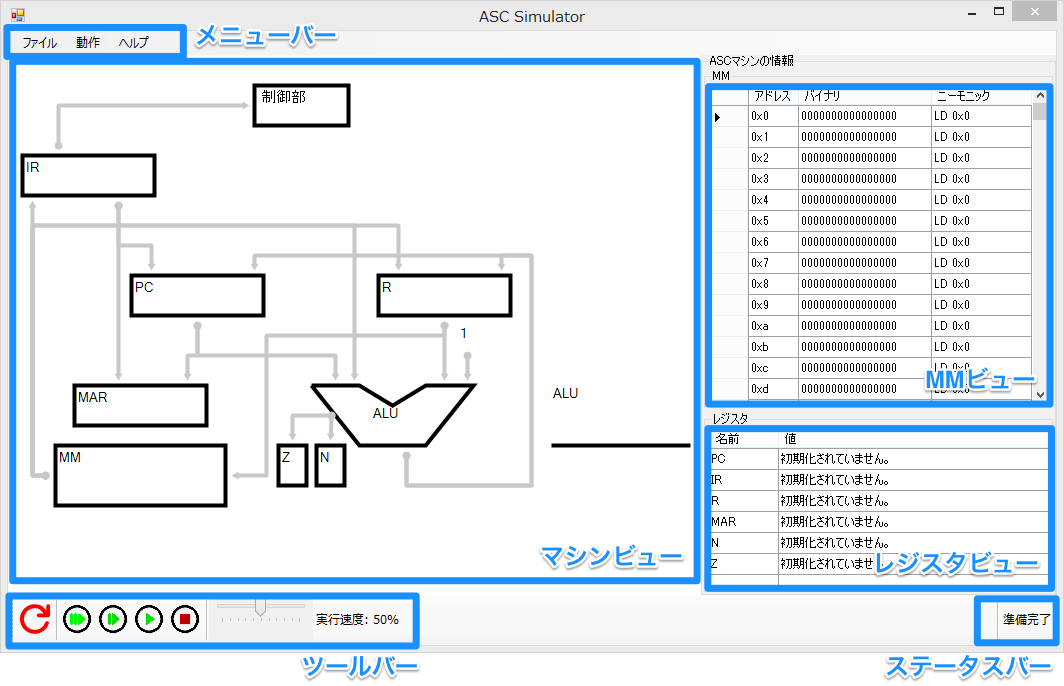 ASC Simulator
ファイル 動作 ヘルプ
メニューバー
制御部
IR
PC
R
1
MAR
ALU
ALU
MM
Z
N
マシンビュー
ASCマシンの情報
MM
アドレス バイナリ ニーモニック
0x0 0000000000000000 LD 0x0
0x1 0000000000000000 LD 0x0
0x2 0000000000000000 LD 0x0
0x3 0000000000000000 LD 0x0
0x4 0000000000000000 LD 0x0
0x5 0000000000000000 LD 0x0
0x6 0000000000000000 LD 0x0
0x7 0000000000000000 LD 0x0
0x8 0000000000000000 LD 0x0
0x9 0000000000000000 LD 0x0
0xa 0000000000000000 LD 0x0
0xb 0000000000000000 LD 0x0
0xc 0000000000000000 LD 0x0
0xd 0000000000000000 LD 0x0
MMビュー
レジスタ
名前 値
PC 初期化されていません。
IR 初期化されていません。
R 初期化されていません。
MAR 初期化されていません。
N 初期化されていません。
Z 初期化されていませ
レジスタビュー
実行速度: 50%
準備完了
ツールバー
ステータスバー